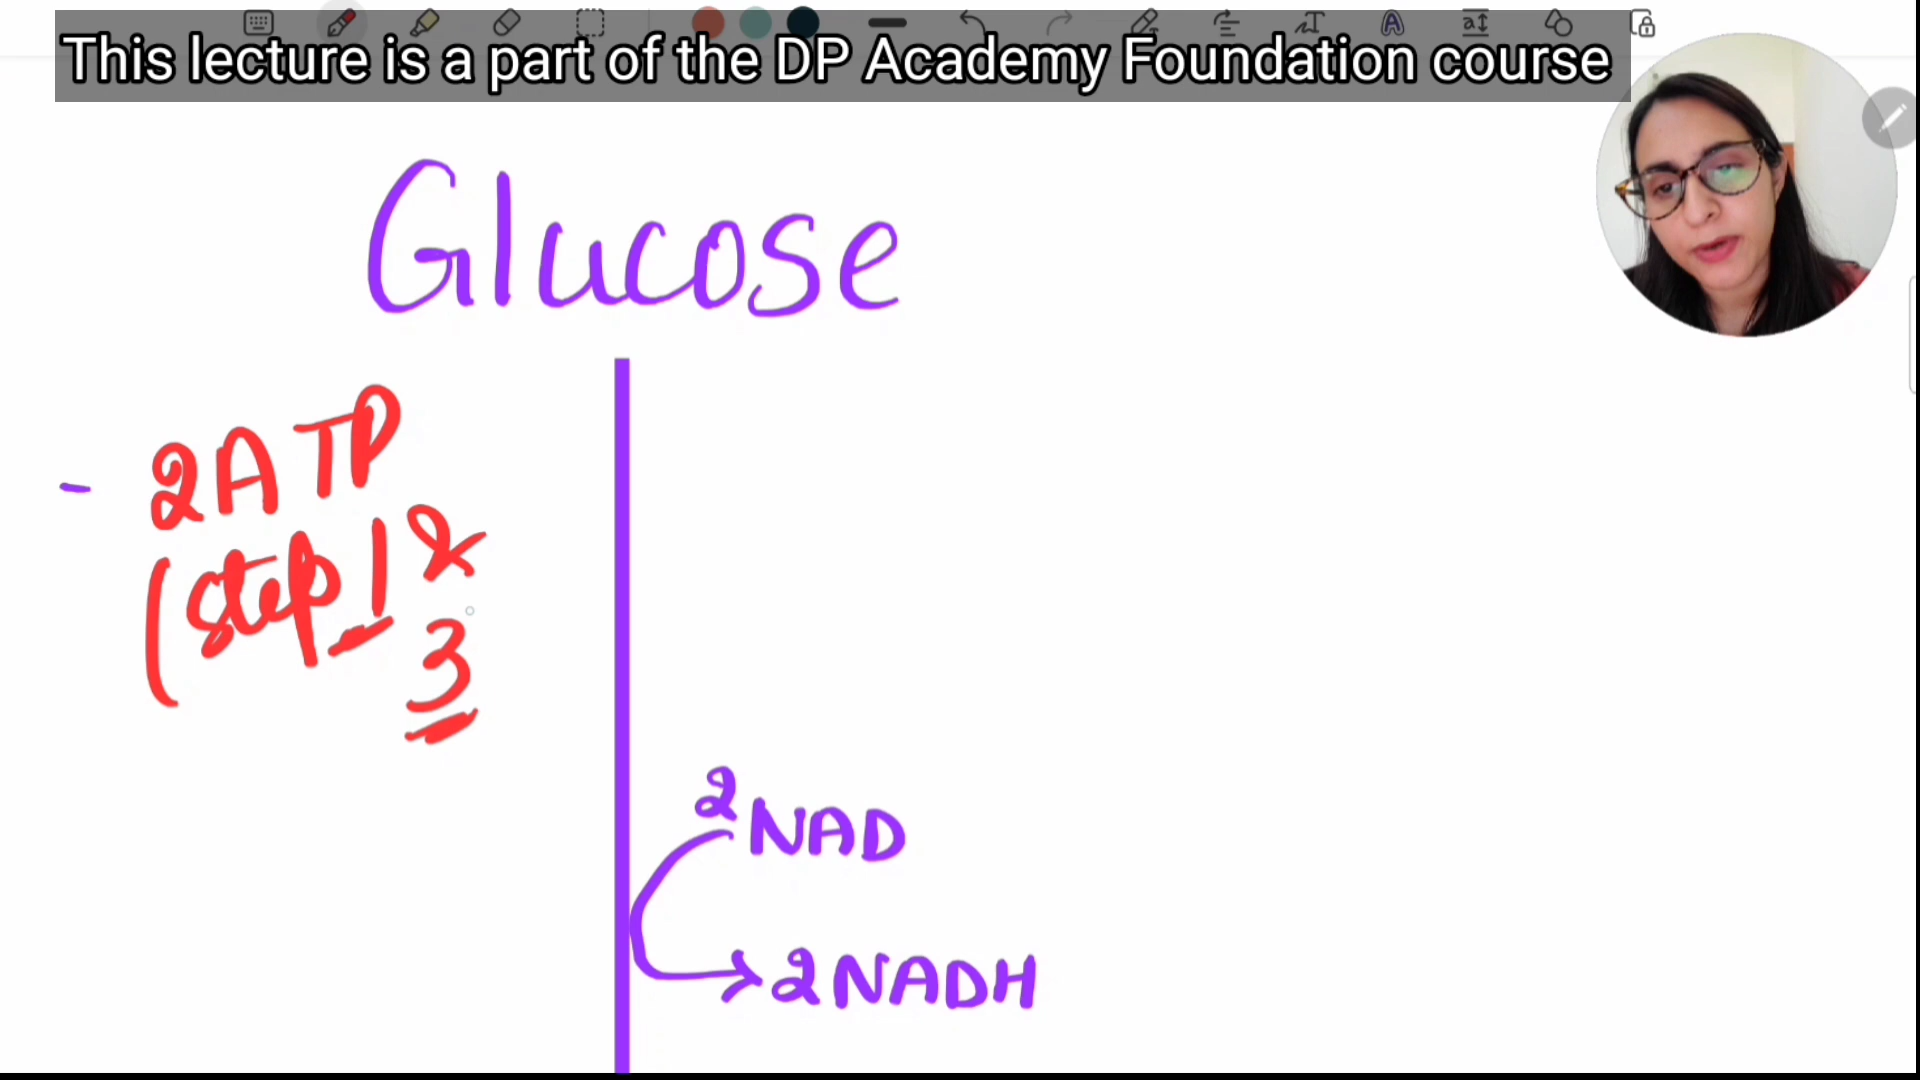 This lecture is a part of the DP Academy Foundation course
Glucose
- 2ATP
(step 1 &
3
2NAD
2NADH